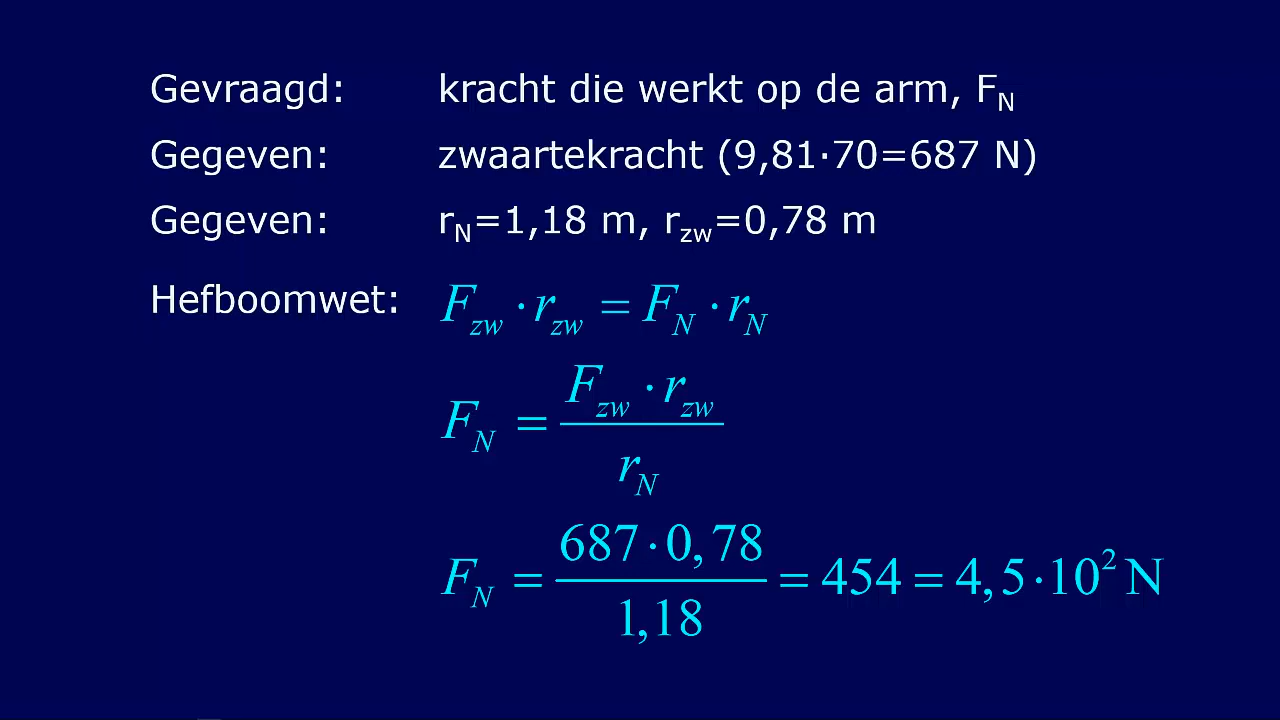 Gevraagd: kracht die werkt op de arm, F_N
Gegeven: zwaartekracht (9,81·70=687 N)
Gegeven: r_N=1,18 m, r_zw=0,78 m
Hefboomwet: F_zw · r_zw = F_N · r_N
F_N = (F_zw · r_zw) / r_N
F_N = (687 · 0,78) / 1,18 = 454 = 4,5·10² N